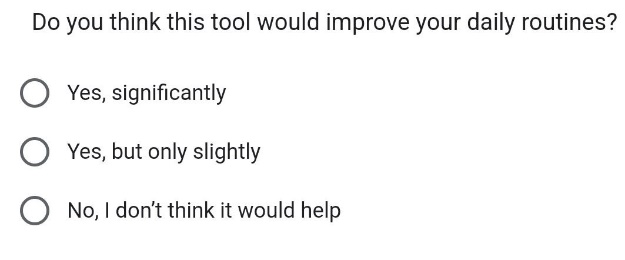 Do you think this tool would improve your daily routines?
Yes, significantly
Yes, but only slightly
No, I don't think it would help